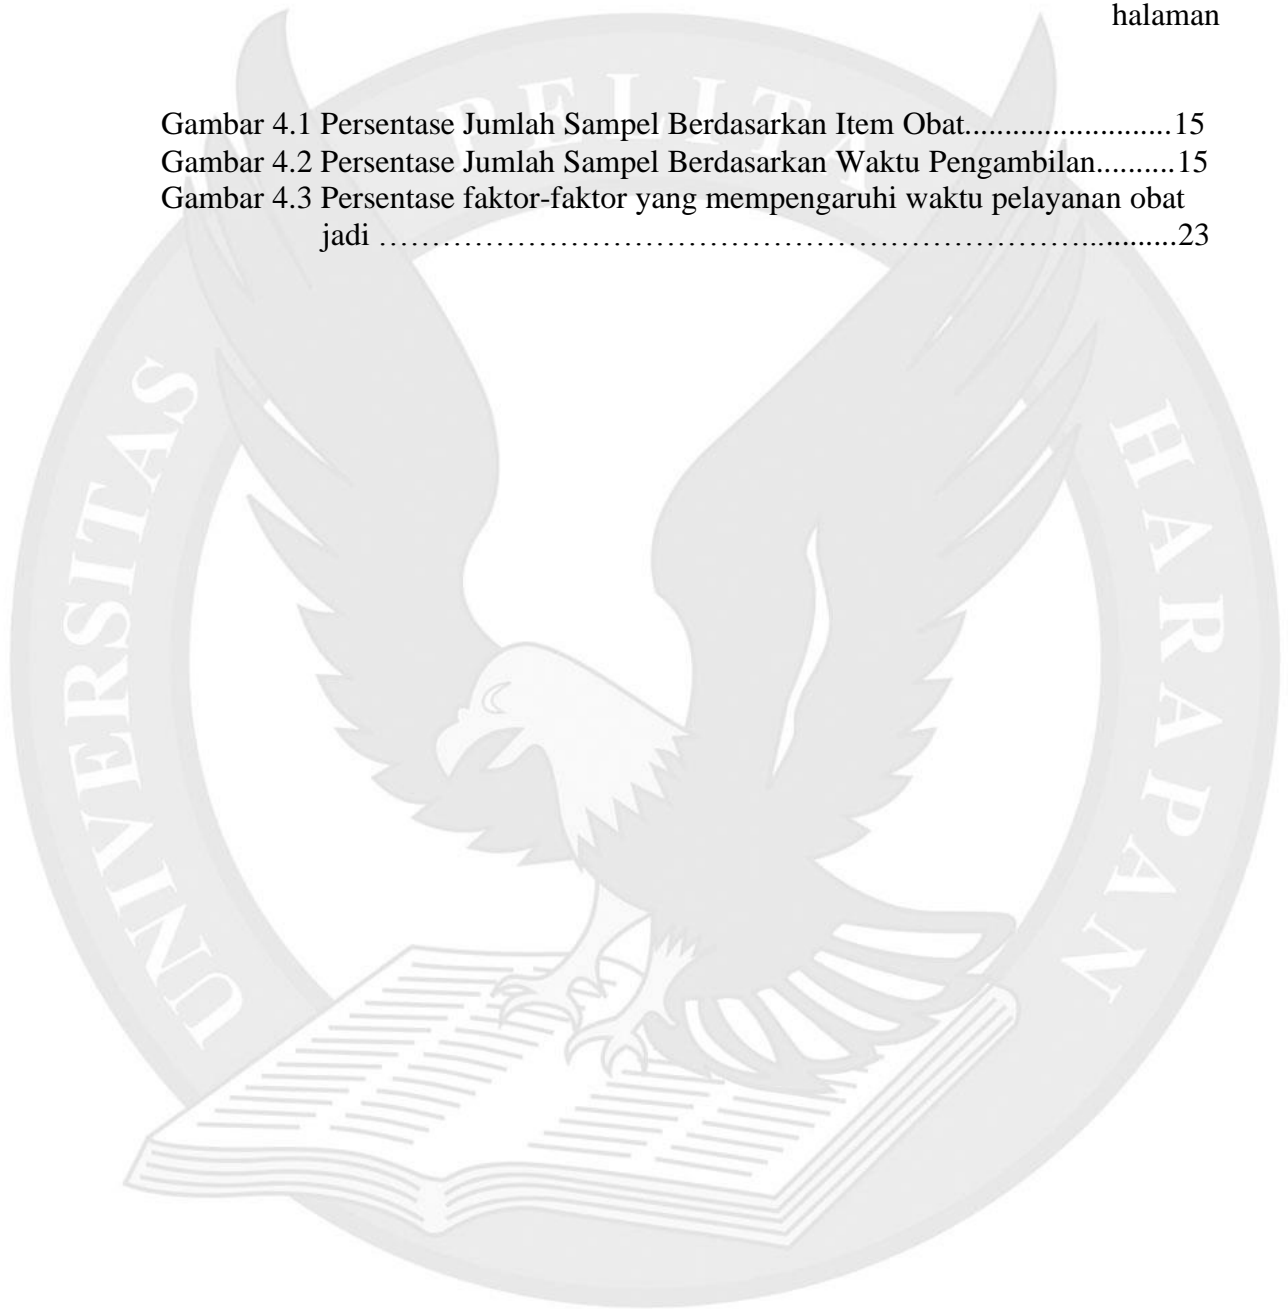 halaman
Gambar 4.1 Persentase Jumlah Sampel Berdasarkan Item Obat..........................15
Gambar 4.2 Persentase Jumlah Sampel Berdasarkan Waktu Pengambilan..........15
Gambar 4.3 Persentase faktor-faktor yang mempengaruhi waktu pelayanan obat
jadi ……………………………………………………………..........23
UNIVERSITAS PELITA HARAPAN